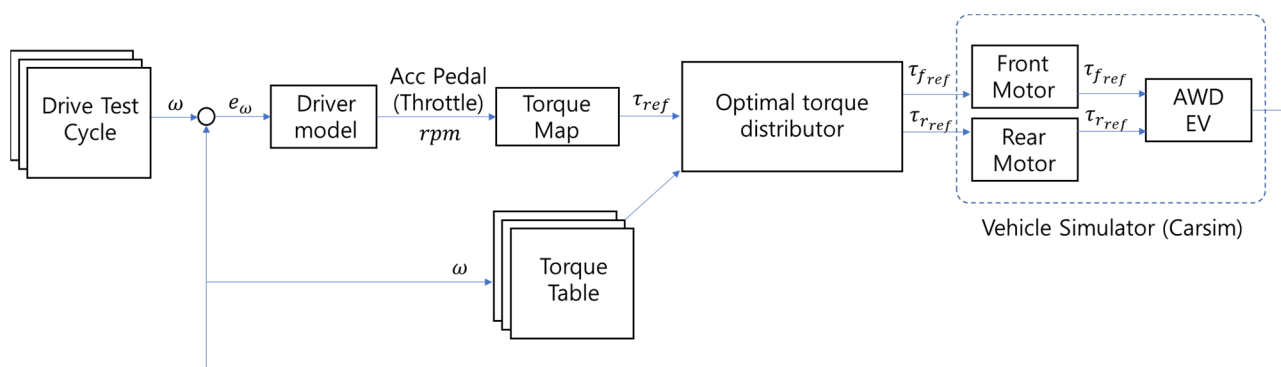 Drive Test
Cycle
ω
e_ω
Driver
model
Acc Pedal
(Throttle)
rpm
Torque
Map
τ_ref
Optimal torque
distributor
τ_f_ref
τ_r_ref
Front
Motor
Rear
Motor
τ_f_ref
τ_r_ref
AWD
EV
Vehicle Simulator (Carsim)
ω
Torque
Table